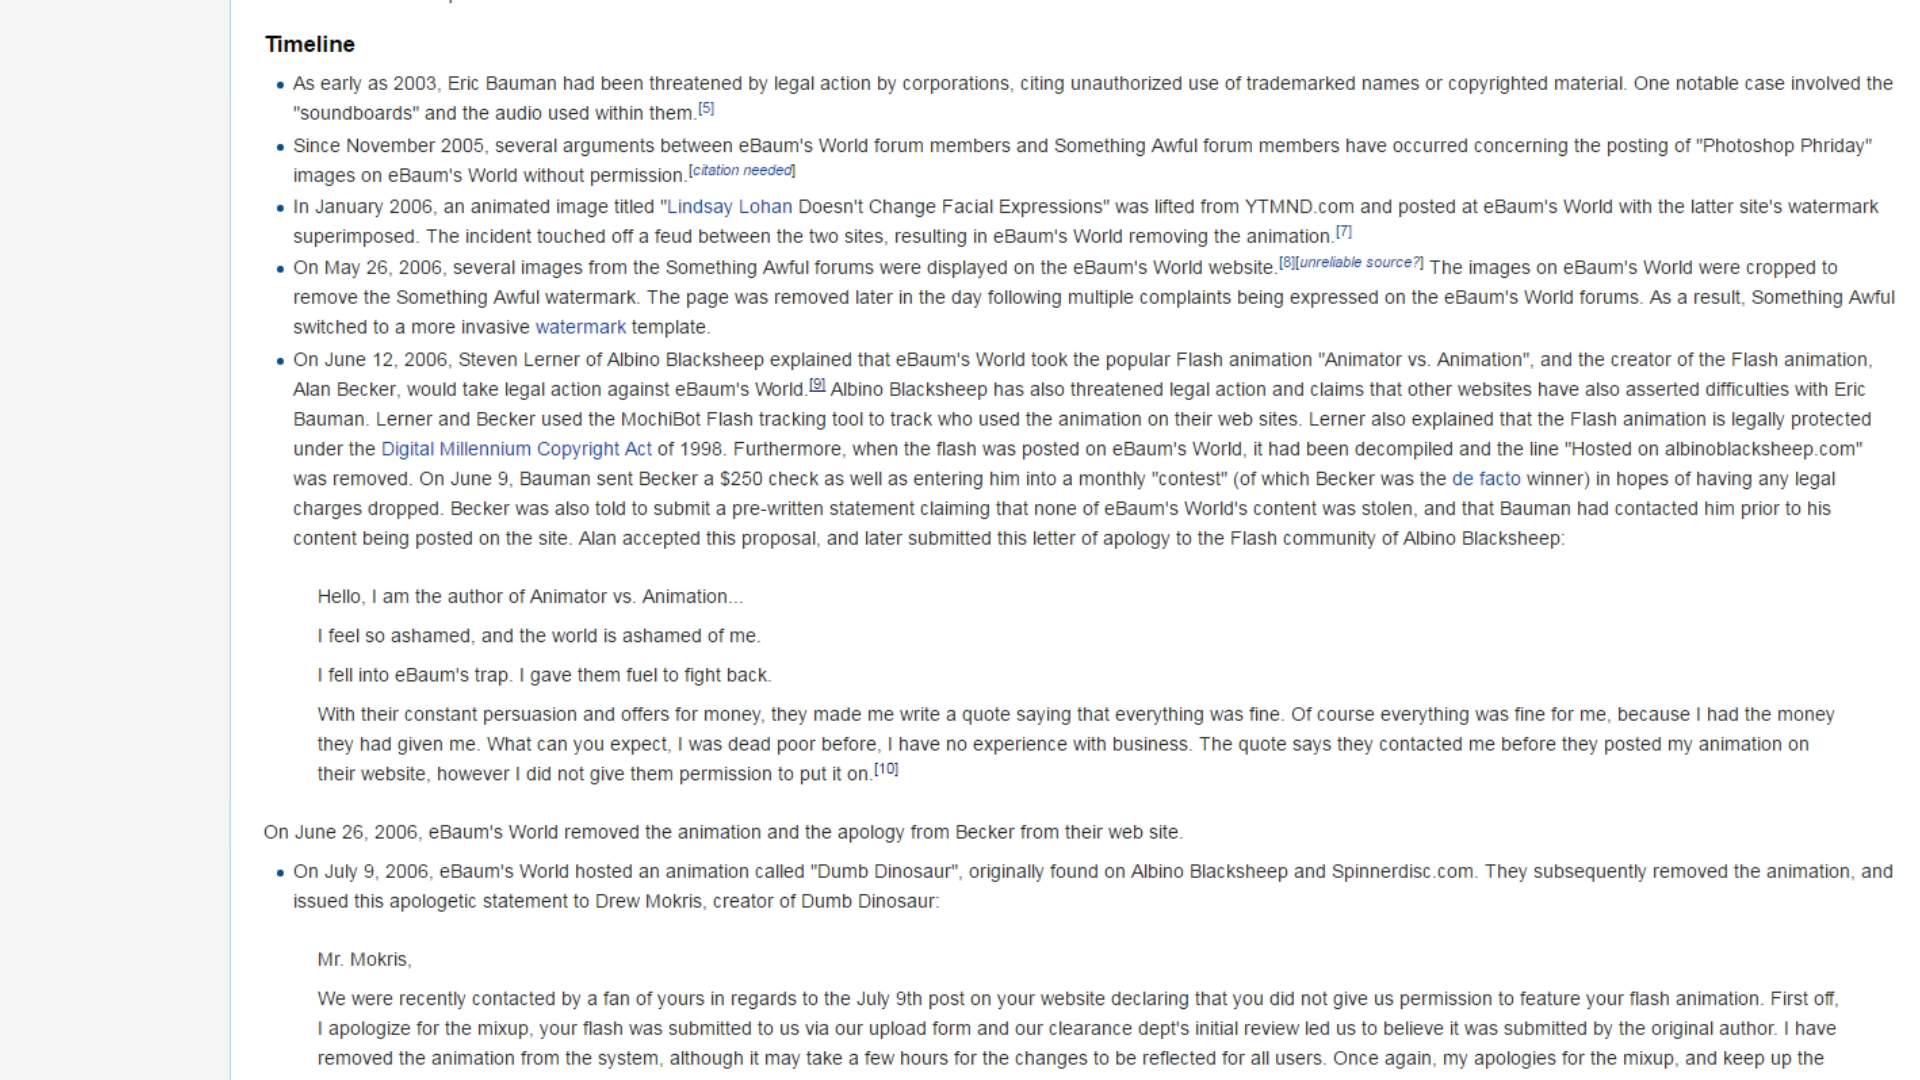 Timeline
• As early as 2003, Eric Bauman had been threatened by legal action by corporations, citing unauthorized use of trademarked names or copyrighted material. One notable case involved the
"soundboards" and the audio used within them.[5]
• Since November 2005, several arguments between eBaum's World forum members and Something Awful forum members have occurred concerning the posting of "Photoshop Phriday"
images on eBaum's World without permission.[citation needed]
• In January 2006, an animated image titled "Lindsay Lohan Doesn't Change Facial Expressions" was lifted from YTMND.com and posted at eBaum's World with the latter site's watermark
superimposed. The incident touched off a feud between the two sites, resulting in eBaum's World removing the animation.[7]
• On May 26, 2006, several images from the Something Awful forums were displayed on the eBaum's World website.[8][unreliable source?] The images on eBaum's World were cropped to
remove the Something Awful watermark. The page was removed later in the day following multiple complaints being expressed on the eBaum's World forums. As a result, Something Awful
switched to a more invasive watermark template.
• On June 12, 2006, Steven Lerner of Albino Blacksheep explained that eBaum's World took the popular Flash animation "Animator vs. Animation", and the creator of the Flash animation,
Alan Becker, would take legal action against eBaum's World.[9] Albino Blacksheep has also threatened legal action and claims that other websites have also asserted difficulties with Eric
Bauman. Lerner and Becker used the MochiBot Flash tracking tool to track who used the animation on their web sites. Lerner also explained that the Flash animation is legally protected
under the Digital Millennium Copyright Act of 1998. Furthermore, when the flash was posted on eBaum's World, it had been decompiled and the line "Hosted on albinoblacksheep.com"
was removed. On June 9, Bauman sent Becker a $250 check as well as entering him into a monthly "contest" (of which Becker was the de facto winner) in hopes of having any legal
charges dropped. Becker was also told to submit a pre-written statement claiming that none of eBaum's World's content was stolen, and that Bauman had contacted him prior to his
content being posted on the site. Alan accepted this proposal, and later submitted this letter of apology to the Flash community of Albino Blacksheep:
Hello, I am the author of Animator vs. Animation...
I feel so ashamed, and the world is ashamed of me.
I fell into eBaum's trap. I gave them fuel to fight back.
With their constant persuasion and offers for money, they made me write a quote saying that everything was fine. Of course everything was fine for me, because I had the money
they had given me. What can you expect, I was dead poor before, I have no experience with business. The quote says they contacted me before they posted my animation on
their website, however I did not give them permission to put it on.[10]
On June 26, 2006, eBaum's World removed the animation and the apology from Becker from their web site.
• On July 9, 2006, eBaum's World hosted an animation called "Dumb Dinosaur", originally found on Albino Blacksheep and Spinnerdisc.com. They subsequently removed the animation, and
issued this apologetic statement to Drew Mokris, creator of Dumb Dinosaur:
Mr. Mokris,
We were recently contacted by a fan of yours in regards to the July 9th post on your website declaring that you did not give us permission to feature your flash animation. First off,
I apologize for the mixup, your flash was submitted to us via our upload form and our clearance dept's initial review led us to believe it was submitted by the original author. I have
removed the animation from the system, although it may take a few hours for the changes to be reflected for all users. Once again, my apologies for the mixup, and keep up the